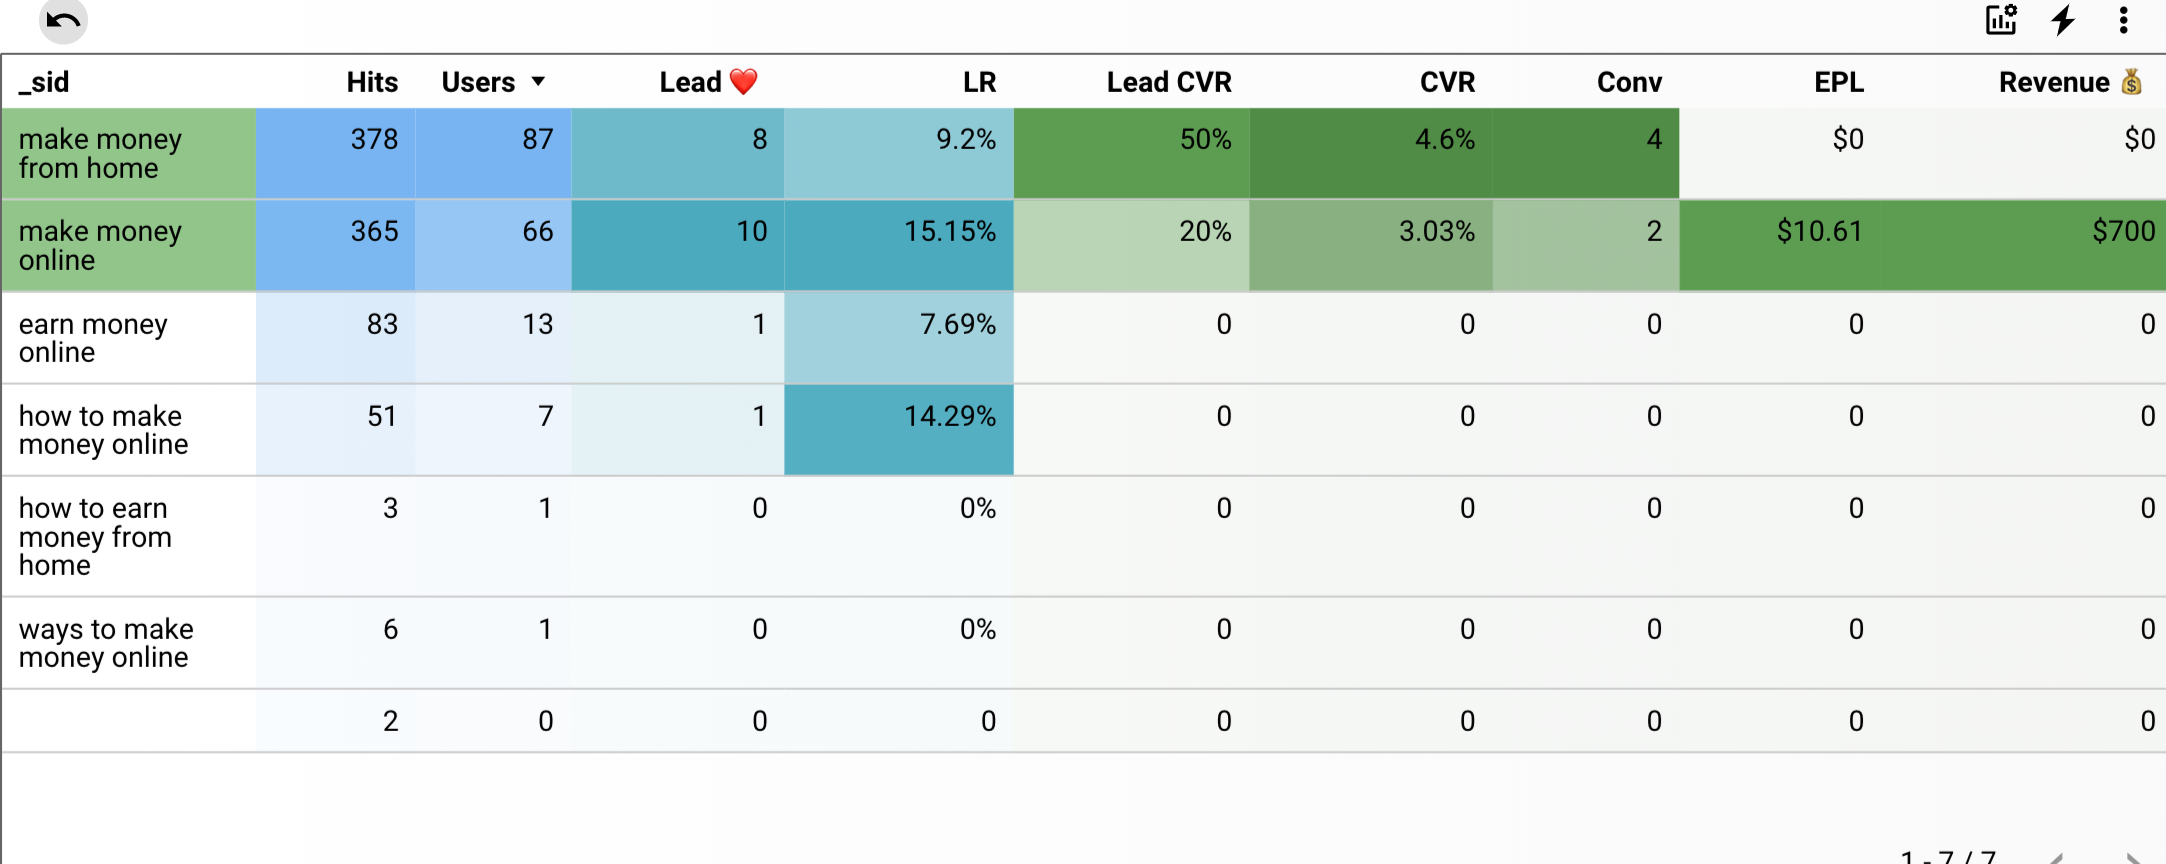 _sid Hits Users Lead ❤️ LR Lead CVR CVR Conv EPL Revenue 💰
make money 378 87 8 9.2% 50% 4.6% 4 $0 $0
from home
make money 365 66 10 15.15% 20% 3.03% 2 $10.61 $700
online
earn money 83 13 1 7.69% 0 0 0 0 0
online
how to make 51 7 1 14.29% 0 0 0 0 0
money online
how to earn 3 1 0 0% 0 0 0 0 0
money from
home
ways to make 6 1 0 0% 0 0 0 0 0
money online
2 0 0 0 0 0 0 0 0
1 - 7 / 7